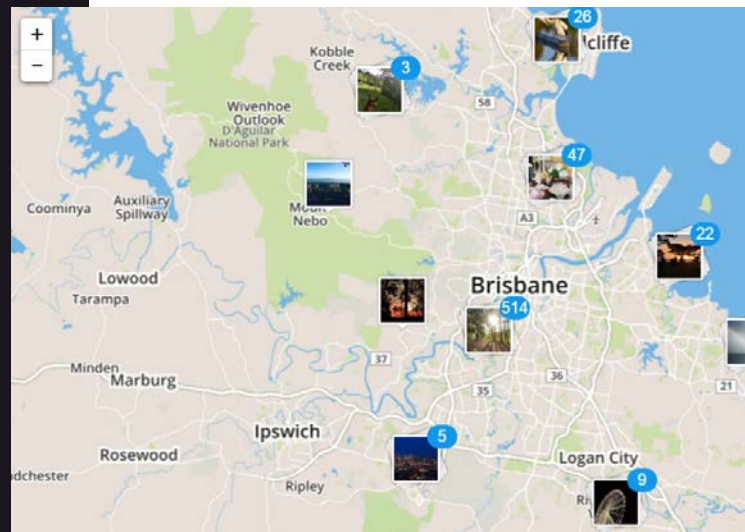 +
−
26
dcliffe
Kobble
Creek
3
58
Wivenhoe
Outlook
D'Aguilar
National Park
47
Coominya
Auxiliary
Spillway
Mount
Nebo
A3
22
Lowood
Tarampa
Brisbane
514
37
Minden
Marburg
35
36
21
Ipswich
5
Rosewood
Logan City
dchester
Ripley
9